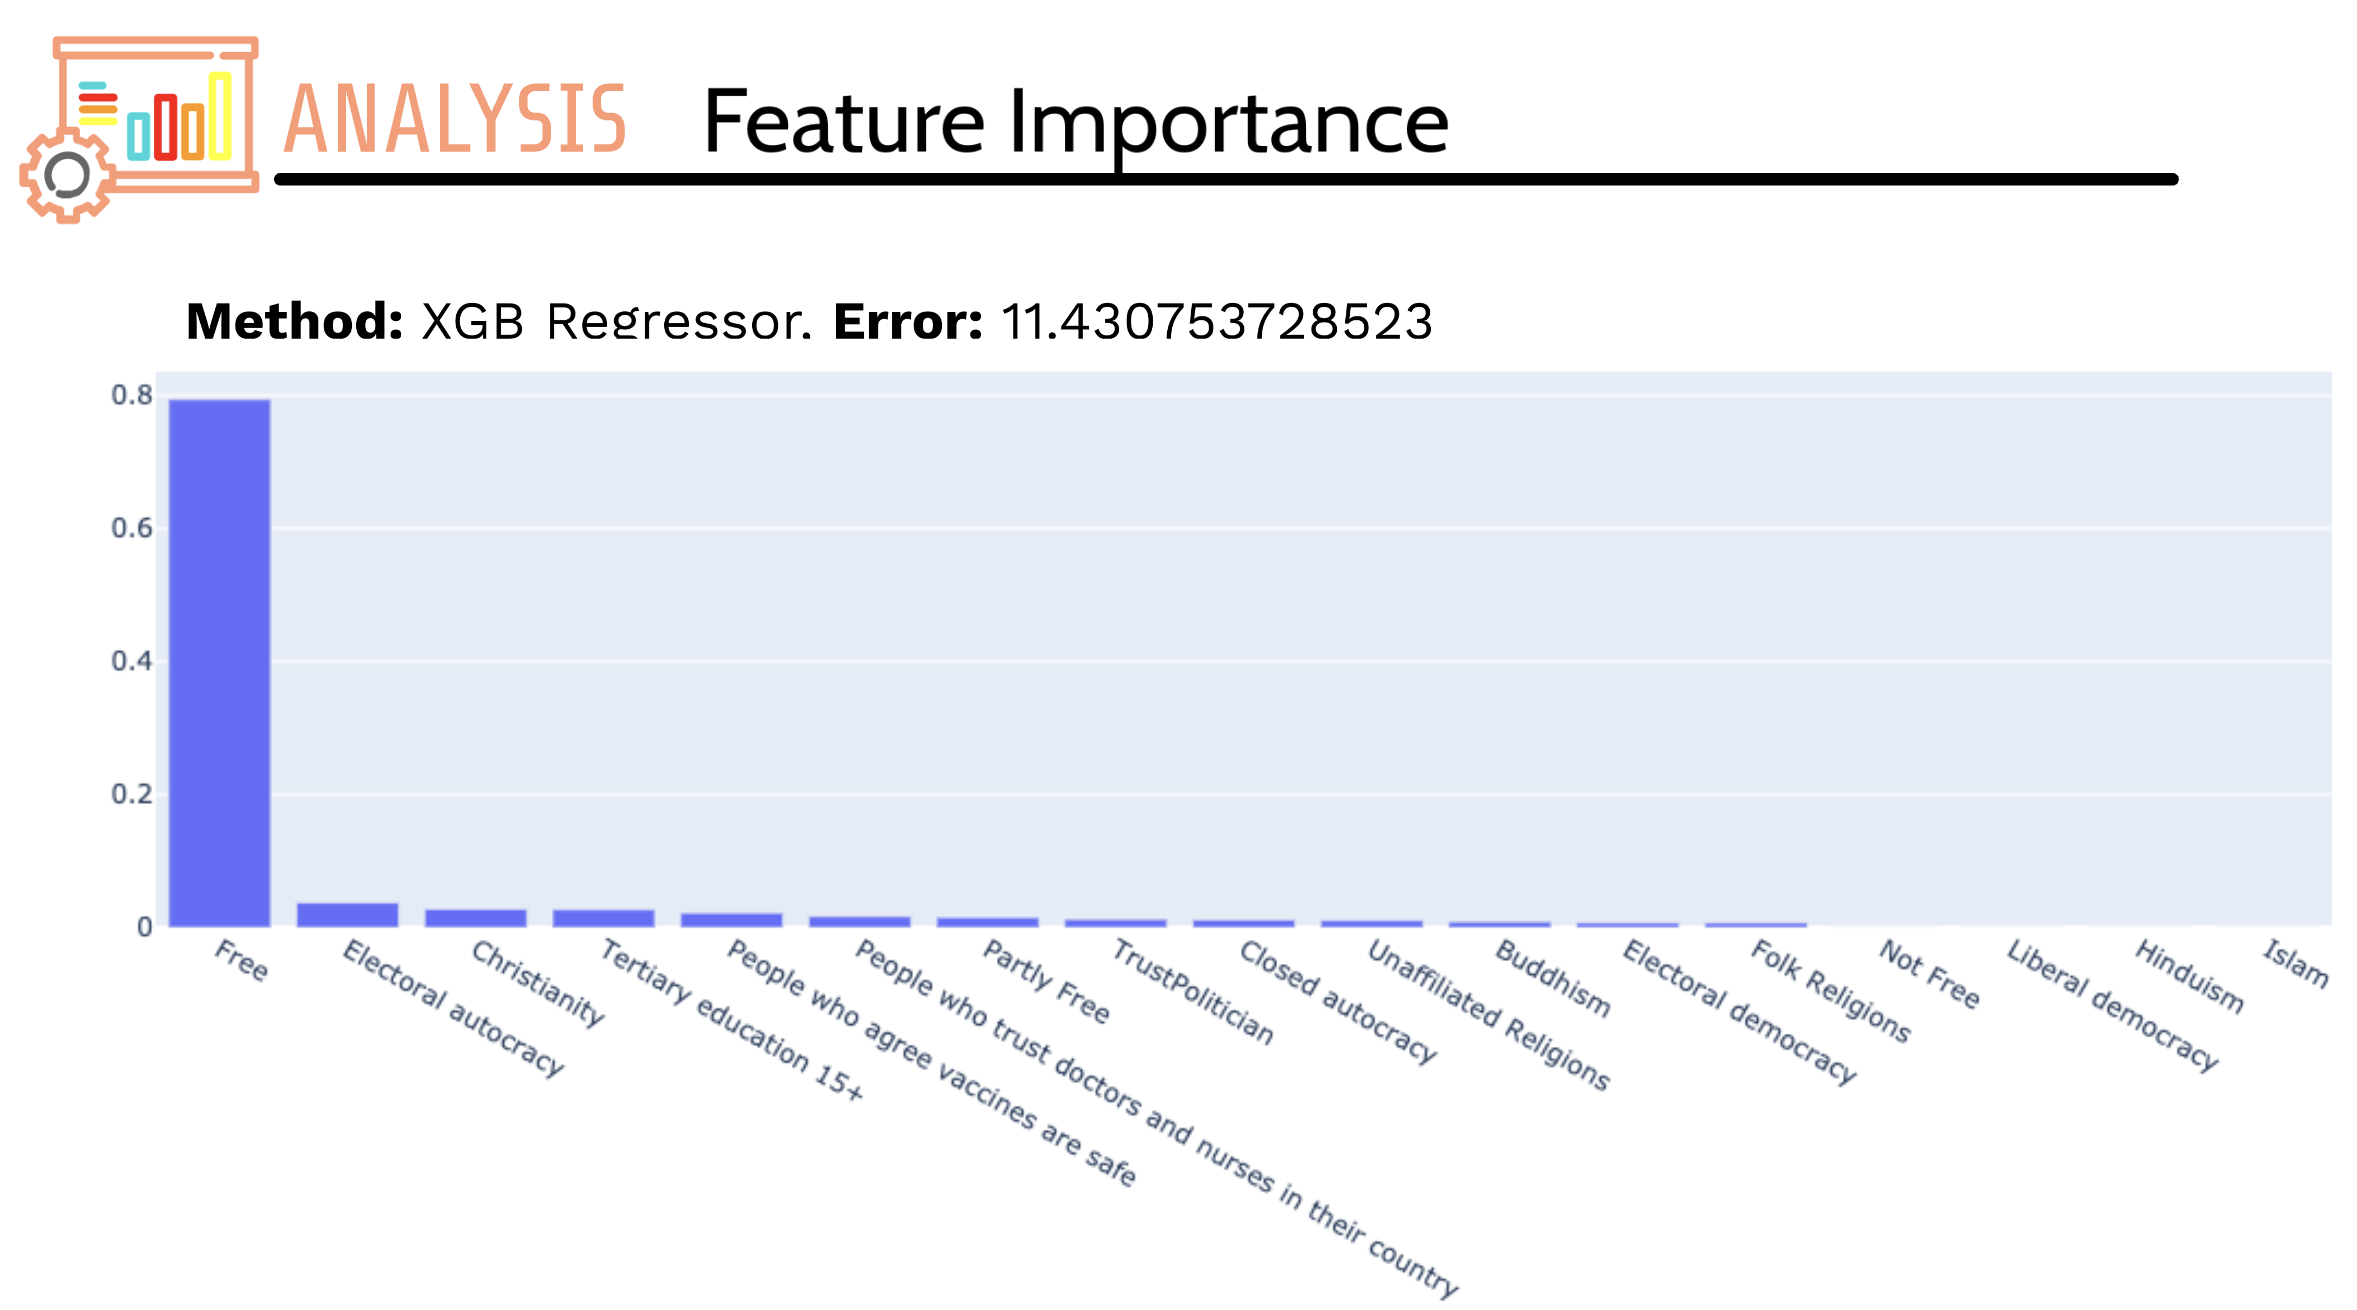 ANALYSIS Feature Importance
Method: XGB Regressor. Error: 11.430753728523
0.8
0.6
0.4
0.2
0
Free
Electoral autocracy
Christianity
Tertiary education 15+
People who agree vaccines are safe
People who trust doctors and nurses in their country
Partly Free
TrustPolitician
Closed autocracy
Unaffiliated Religions
Buddhism
Electoral democracy
Folk Religions
Not Free
Liberal democracy
Hinduism
Islam